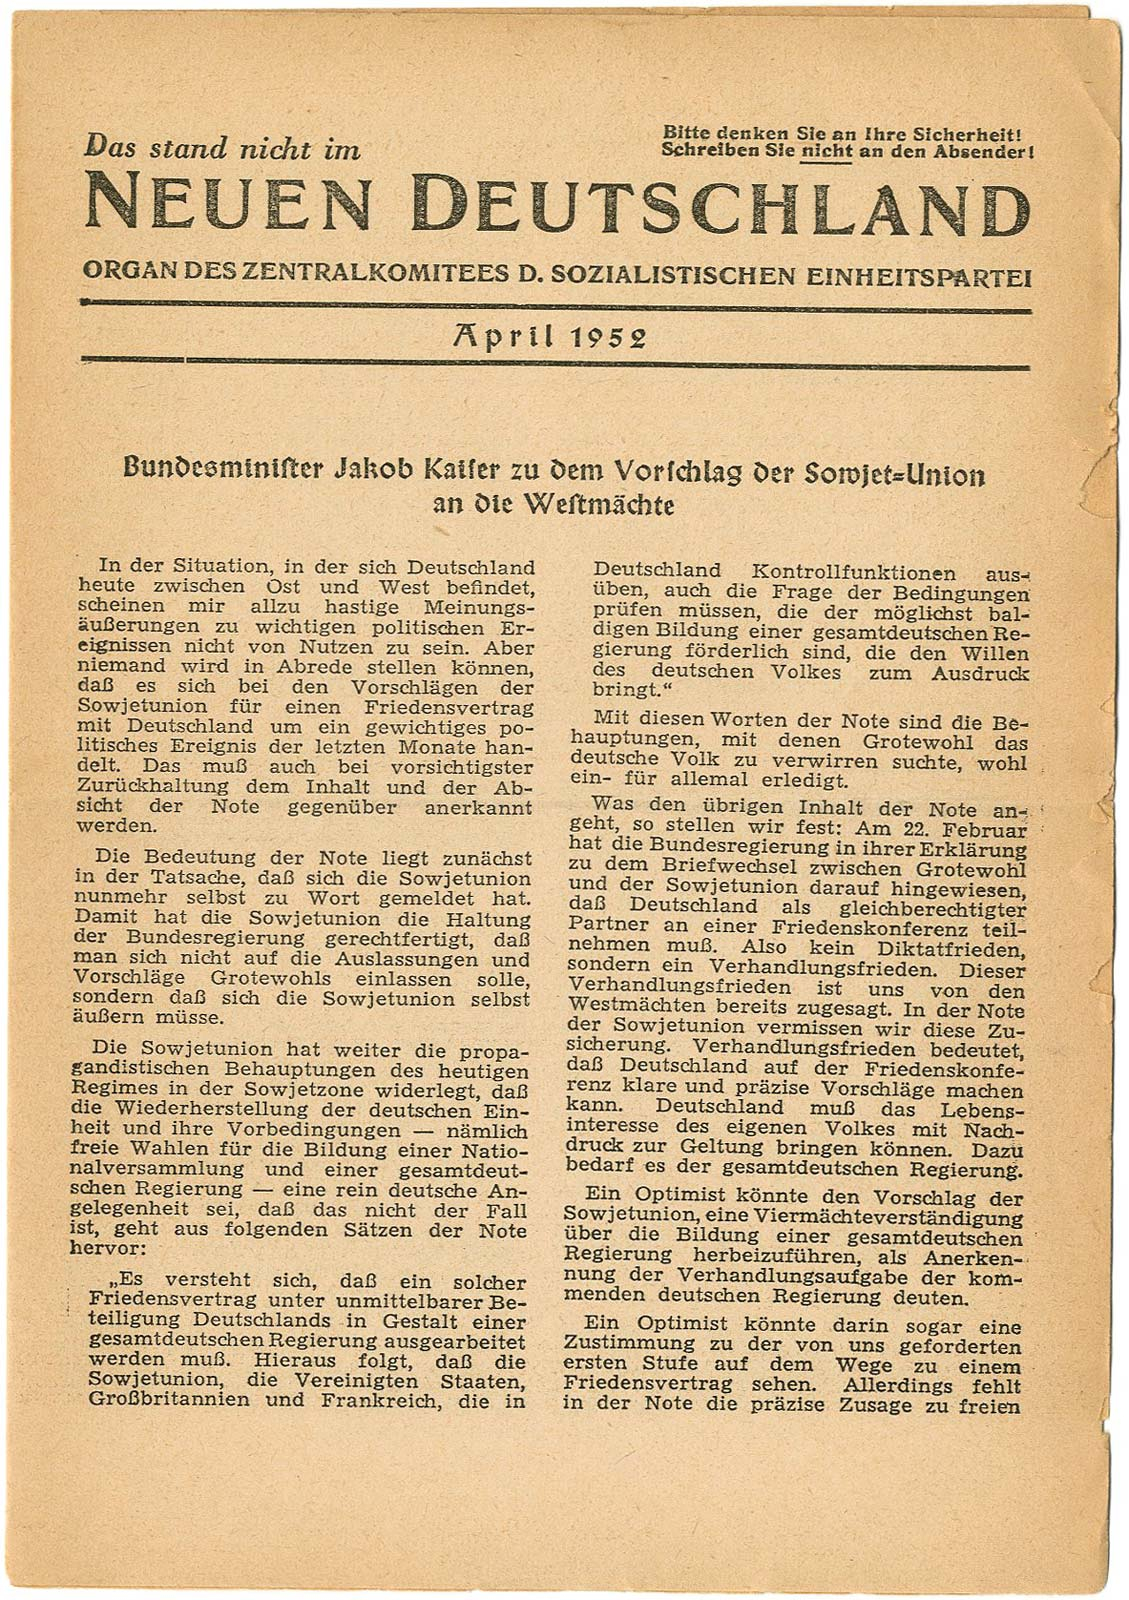 Das stand nicht im
Bitte denken Sie an Ihre Sicherheit!
Schreiben Sie nicht an den Absender!
NEUEN DEUTSCHLAND
ORGAN DES ZENTRALKOMITEES D. SOZIALISTISCHEN EINHEITSPARTEI
April 1952
Bundesminister Jakob Kaiser zu dem Vorschlag der Sowjet=Union
an die Westmächte
In der Situation, in der sich Deutschland
heute zwischen Ost und West befindet,
scheinen mir allzu hastige Meinungs-
äußerungen zu wichtigen politischen Er-
eignissen nicht von Nutzen zu sein. Aber
niemand wird in Abrede stellen können,
daß es sich bei den Vorschlägen der
Sowjetunion für einen Friedensvertrag
mit Deutschland um ein gewichtiges po-
litisches Ereignis der letzten Monate han-
delt. Das muß auch bei vorsichtigster
Zurückhaltung dem Inhalt und der Ab-
sicht der Note gegenüber anerkannt
werden.
Die Bedeutung der Note liegt zunächst
in der Tatsache, daß sich die Sowjetunion
nunmehr selbst zu Wort gemeldet hat.
Damit hat die Sowjetunion die Haltung
der Bundesregierung gerechtfertigt, daß
man sich nicht auf die Auslassungen und
Vorschläge Grotewohls einlassen solle,
sondern daß sich die Sowjetunion selbst
äußern müsse.
Die Sowjetunion hat weiter die propa-
gandistischen Behauptungen des heutigen
Regimes in der Sowjetzone widerlegt, daß
die Wiederherstellung der deutschen Ein-
heit und ihre Vorbedingungen — nämlich
freie Wahlen für die Bildung einer Natio-
nalversammlung und einer gesamtdeut-
schen Regierung — eine rein deutsche An-
gelegenheit sei, daß das nicht der Fall
ist, geht aus folgenden Sätzen der Note
hervor:
„Es versteht sich, daß ein solcher
Friedensvertrag unter unmittelbarer Be-
teiligung Deutschlands in Gestalt einer
gesamtdeutschen Regierung ausgearbeitet
werden muß. Hieraus folgt, daß die
Sowjetunion, die Vereinigten Staaten,
Großbritannien und Frankreich, die in
Deutschland Kontrollfunktionen aus-
üben, auch die Frage der Bedingungen
prüfen müssen, die der möglichst bal-
digen Bildung einer gesamtdeutschen Re-
gierung förderlich sind, die den Willen
des deutschen Volkes zum Ausdruck
bringt.“
Mit diesen Worten der Note sind die Be-
hauptungen, mit denen Grotewohl das
deutsche Volk zu verwirren suchte, wohl
ein- für allemal erledigt.
Was den übrigen Inhalt der Note an-
geht, so stellen wir fest: Am 22. Februar
hat die Bundesregierung in ihrer Erklärung
zu dem Briefwechsel zwischen Grotewohl
und der Sowjetunion darauf hingewiesen,
daß Deutschland als gleichberechtigter
Partner an einer Friedenskonferenz teil-
nehmen muß. Also kein Diktatfrieden,
sondern ein Verhandlungsfrieden. Dieser
Verhandlungsfrieden ist uns von den
Westmächten bereits zugesagt. In der Note
der Sowjetunion vermissen wir diese Zu-
sicherung. Verhandlungsfrieden bedeutet,
daß Deutschland auf der Friedenskonfe-
renz klare und präzise Vorschläge machen
kann. Deutschland muß das Lebens-
interesse des eigenen Volkes mit Nach-
druck zur Geltung bringen können. Dazu
bedarf es der gesamtdeutschen Regierung.
Ein Optimist könnte den Vorschlag der
Sowjetunion, eine Viermächteverständigung
über die Bildung einer gesamtdeutschen
Regierung herbeizuführen, als Anerken-
nung der Verhandlungsaufgabe der kom-
menden deutschen Regierung deuten.
Ein Optimist könnte darin sogar eine
Zustimmung zu der von uns geforderten
ersten Stufe auf dem Wege zu einem
Friedensvertrag sehen. Allerdings fehlt
in der Note die präzise Zusage zu freien